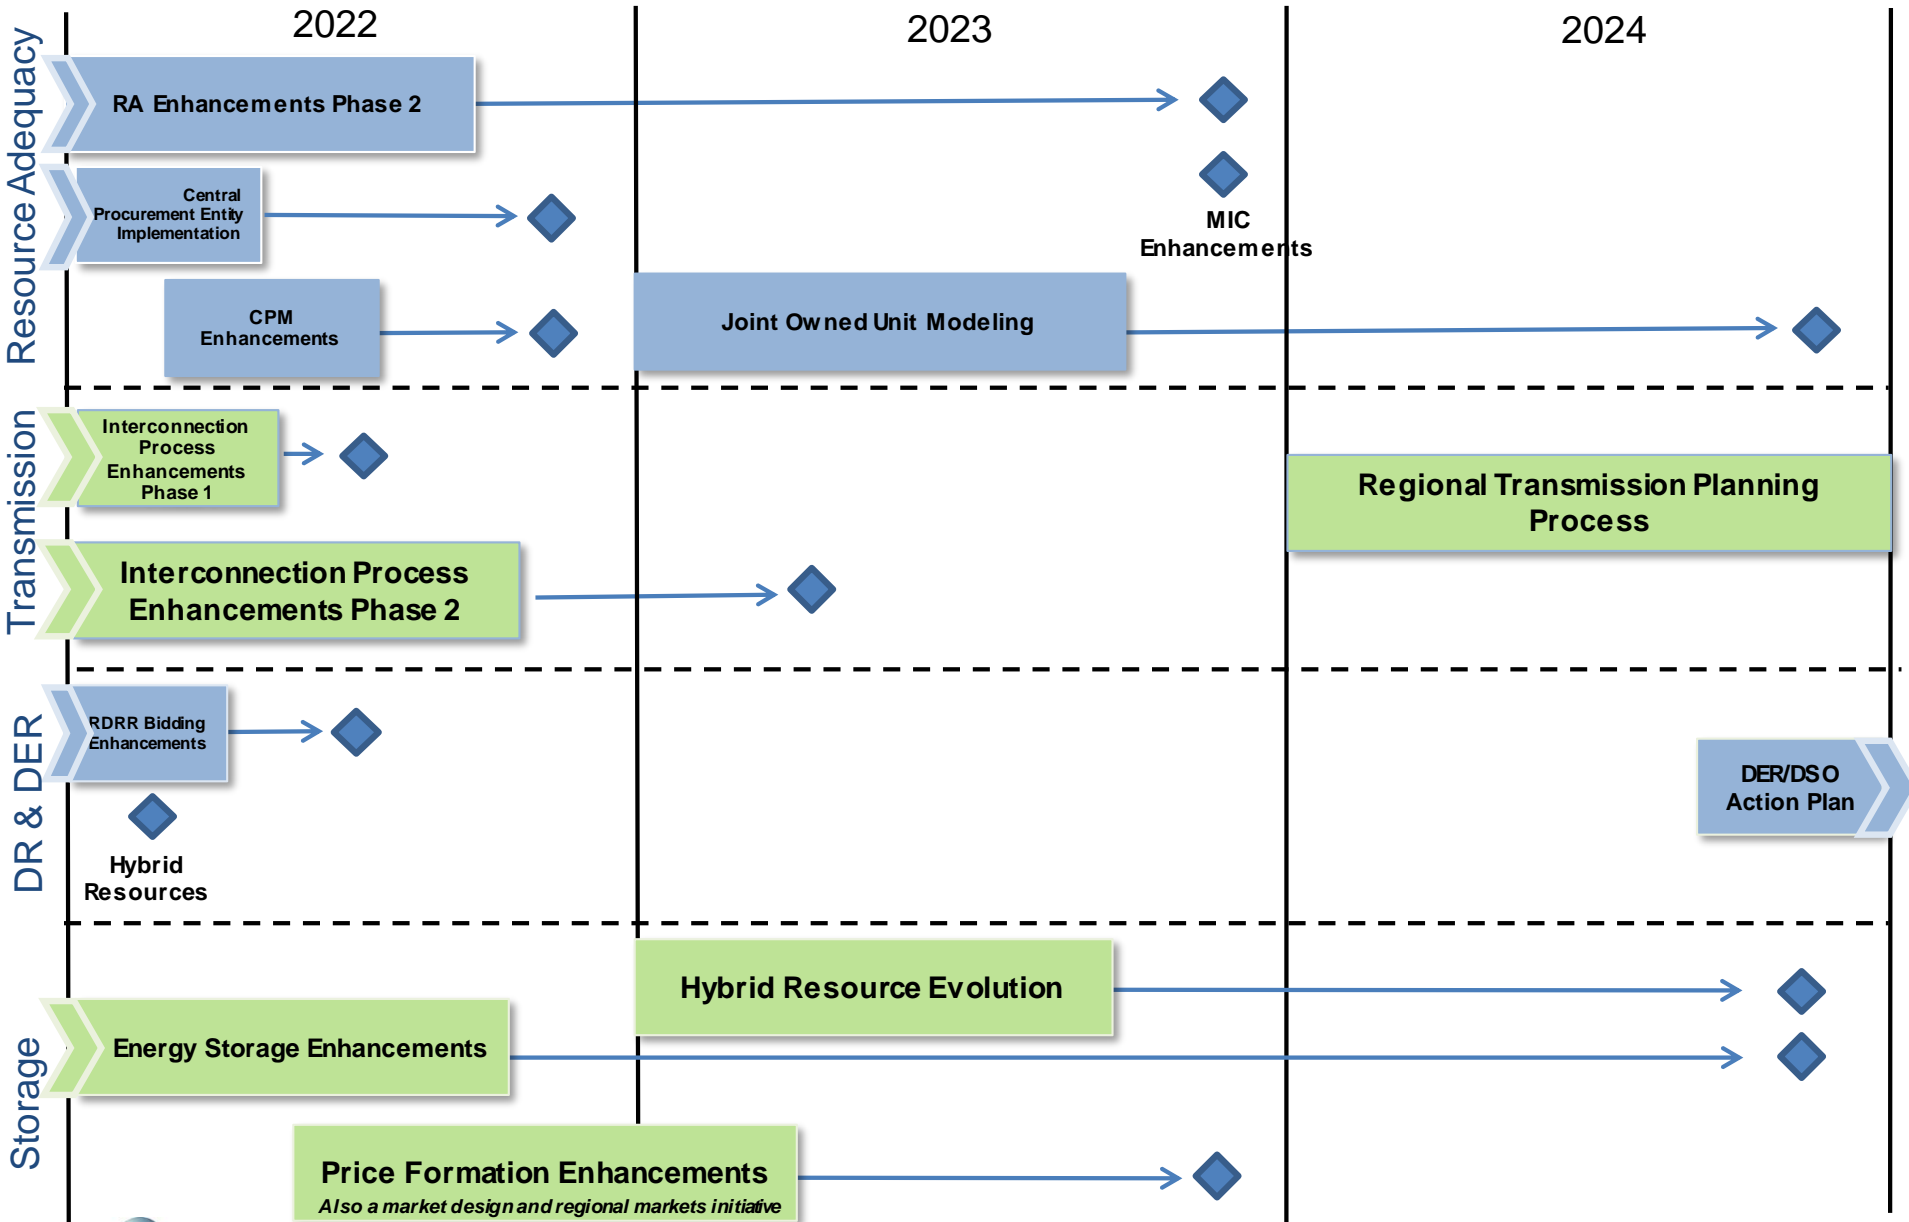 2022
2023
2024
Resource Adequacy
RA Enhancements Phase 2
Central
Procurement Entity
Implementation
MIC
Enhancements
CPM
Enhancements
Joint Owned Unit Modeling
Transmission
Interconnection
Process
Enhancements
Phase 1
Regional Transmission Planning
Process
Interconnection Process
Enhancements Phase 2
DR & DER
RDRR Bidding
Enhancements
DER/DSO
Action Plan
Hybrid
Resources
Storage
Hybrid Resource Evolution
Energy Storage Enhancements
Price Formation Enhancements
Also a market design and regional markets initiative